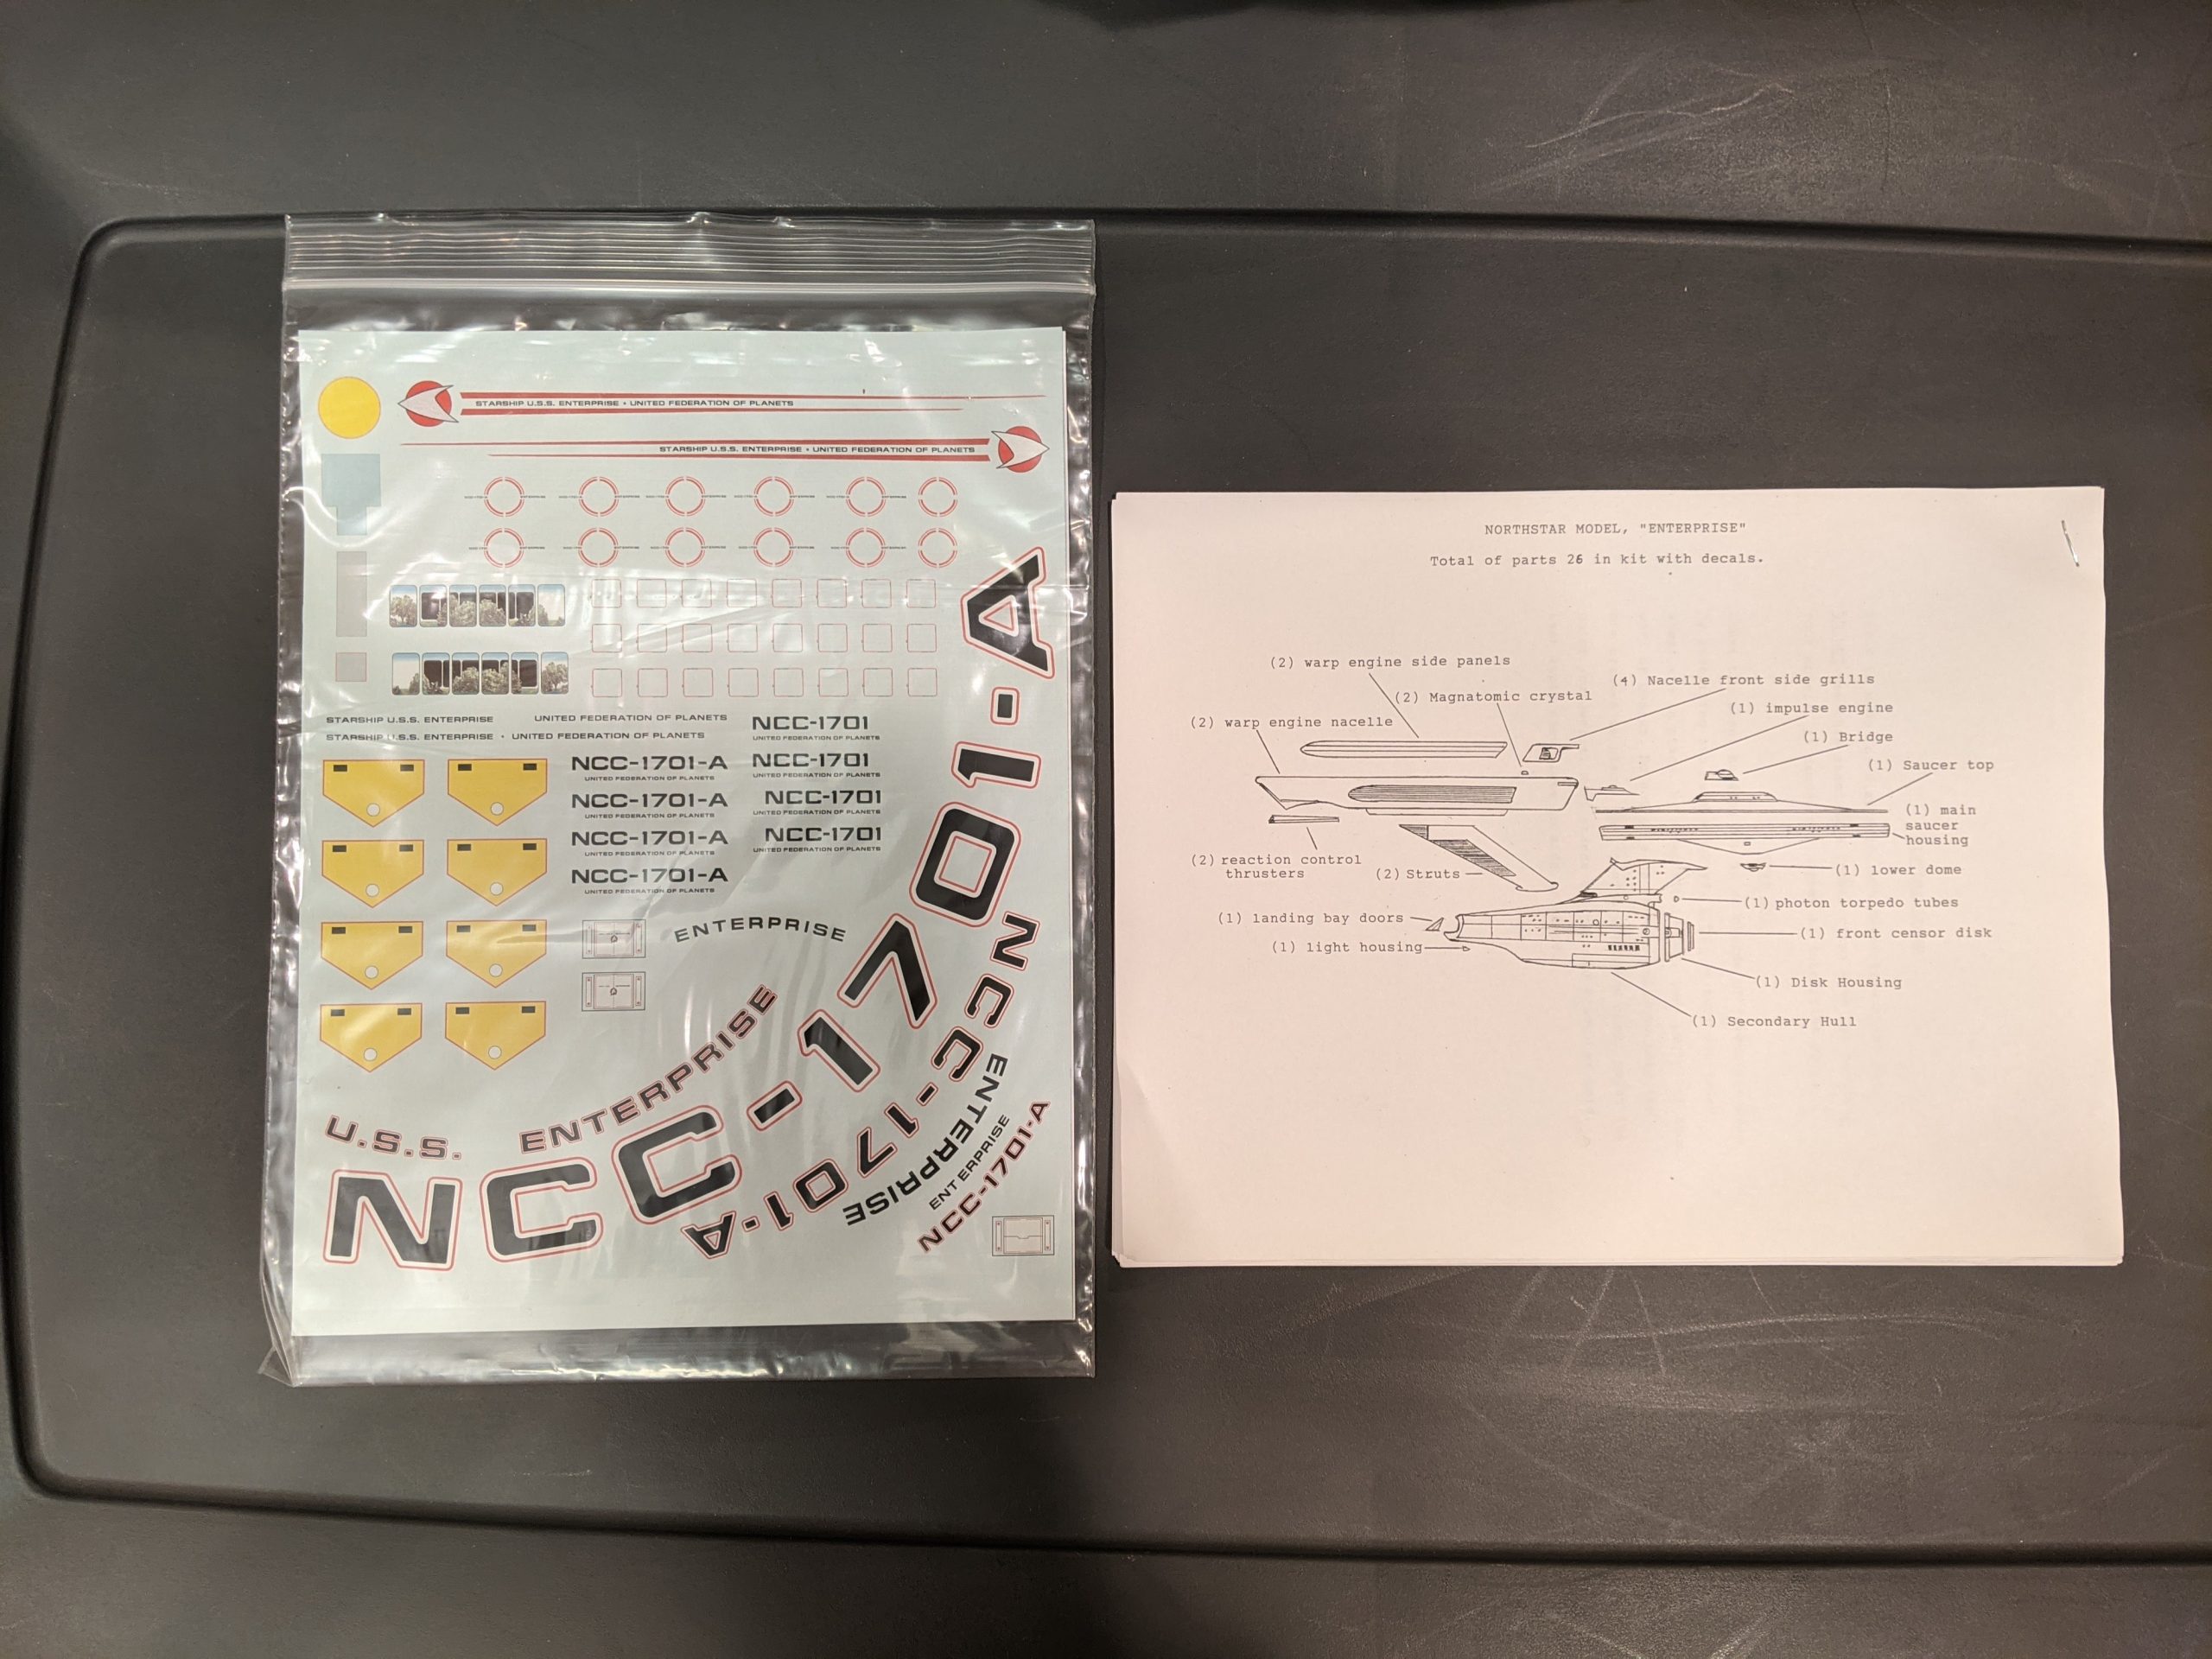 STARSHIP U.S.S. ENTERPRISE • UNITED FEDERATION OF PLANETS
STARSHIP U.S.S. ENTERPRISE • UNITED FEDERATION OF PLANETS
STARSHIP U.S.S. ENTERPRISE
UNITED FEDERATION OF PLANETS
STARSHIP U.S.S. ENTERPRISE • UNITED FEDERATION OF PLANETS
NCC-1701
UNITED FEDERATION OF PLANETS
NCC-1701-A
UNITED FEDERATION OF PLANETS
NCC-1701
UNITED FEDERATION OF PLANETS
NCC-1701-A
UNITED FEDERATION OF PLANETS
NCC-1701
UNITED FEDERATION OF PLANETS
NCC-1701-A
UNITED FEDERATION OF PLANETS
NCC-1701
UNITED FEDERATION OF PLANETS
NCC-1701-A
UNITED FEDERATION OF PLANETS
ENTERPRISE
U.S.S. ENTERPRISE
NCC-1701-A
NCC-1701-A
ENTERPRISE
ENTERPRISE
NCC-1701-A
NORTHSTAR MODEL, "ENTERPRISE"
Total of parts 26 in kit with decals.
(2) warp engine side panels
(4) Nacelle front side grills
(2) Magnatomic crystal
(1) impulse engine
(2) warp engine nacelle
(1) Bridge
(1) Saucer top
(1) main
saucer
housing
(2) reaction control
thrusters
(2) Struts
(1) lower dome
(1) photon torpedo tubes
(1) landing bay doors
(1) front censor disk
(1) light housing
(1) Disk Housing
(1) Secondary Hull